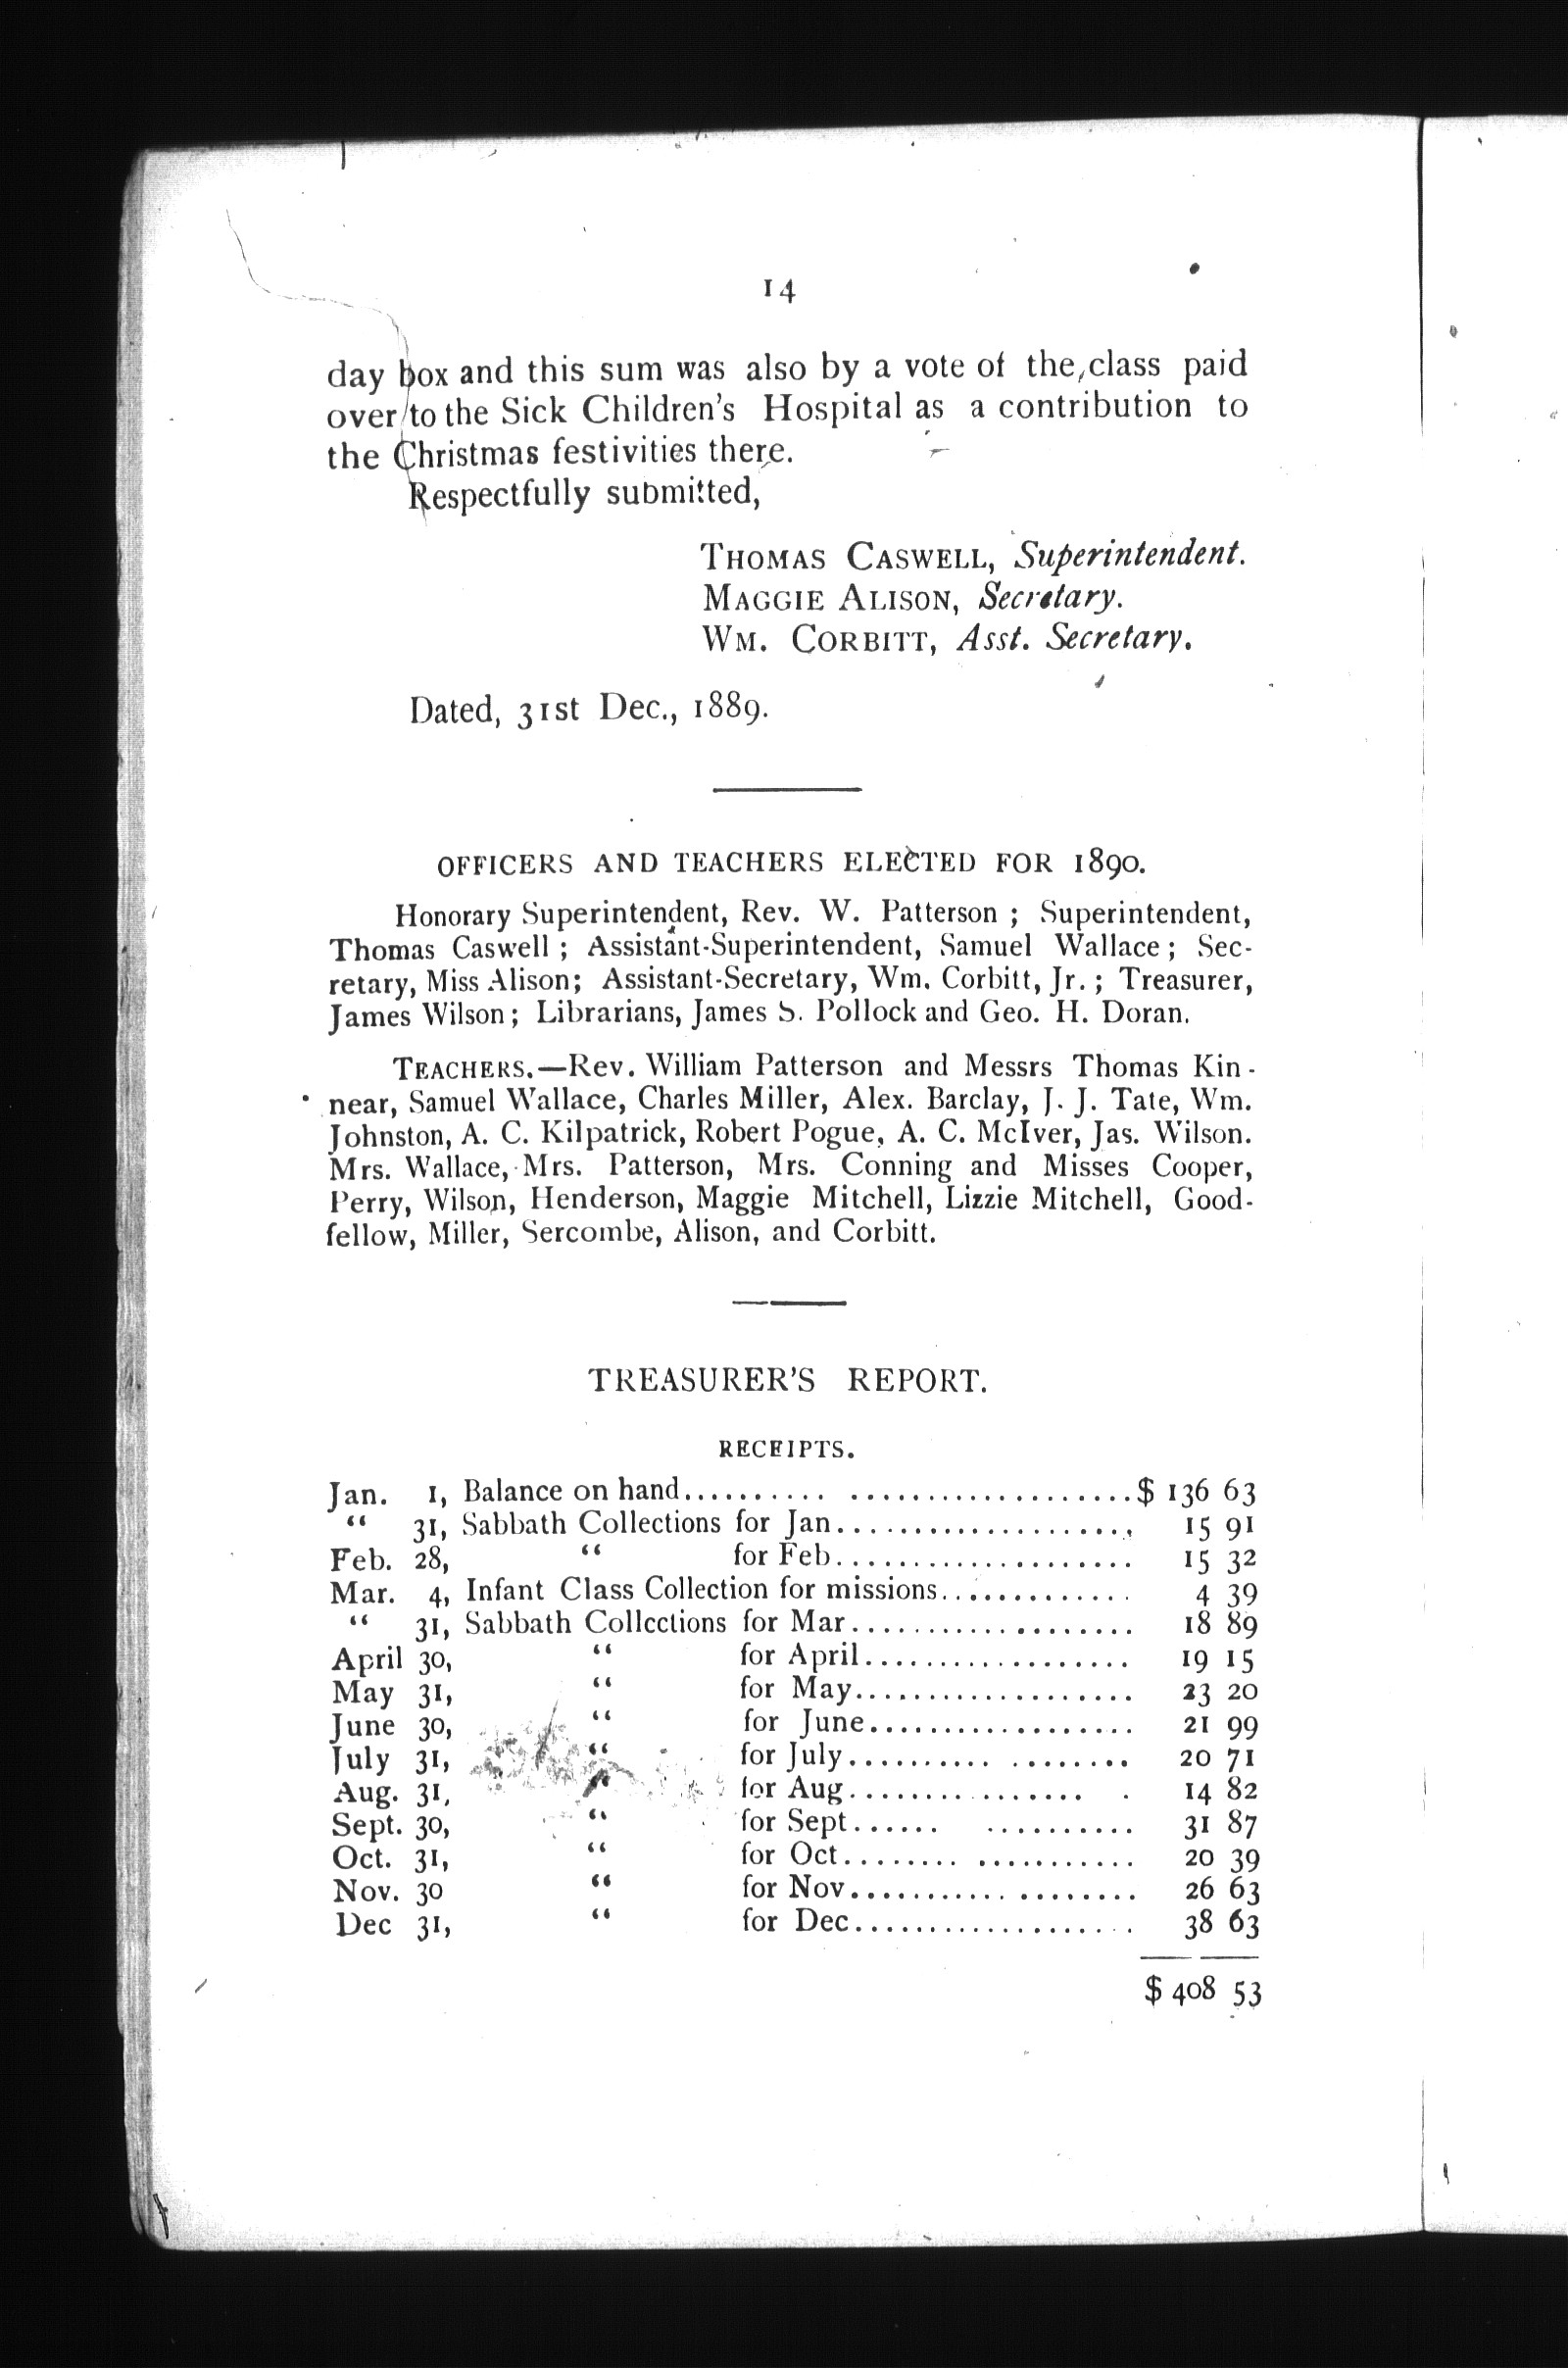 14
day box and this sum was also by a vote of the class paid
over to the Sick Children's Hospital as a contribution to
the Christmas festivities there.
Respectfully submitted,
THOMAS CASWELL, Superintendent.
MAGGIE ALISON, Secretary.
WM. CORBITT, Asst. Secretary.
Dated, 31st Dec., 1889.
OFFICERS AND TEACHERS ELECTED FOR 1890.
Honorary Superintendent, Rev. W. Patterson ; Superintendent,
Thomas Caswell ; Assistant-Superintendent, Samuel Wallace ; Sec-
retary, Miss Alison; Assistant-Secretary, Wm. Corbitt, Jr. ; Treasurer,
James Wilson ; Librarians, James S. Pollock and Geo. H. Doran.
TEACHERS.—Rev. William Patterson and Messrs Thomas Kin-
near, Samuel Wallace, Charles Miller, Alex. Barclay, J. J. Tate, Wm.
Johnston, A. C. Kilpatrick, Robert Pogue, A. C. McIver, Jas. Wilson.
Mrs. Wallace, Mrs. Patterson, Mrs. Conning and Misses Cooper,
Perry, Wilson, Henderson, Maggie Mitchell, Lizzie Mitchell, Good-
fellow, Miller, Sercombe, Alison, and Corbitt.
TREASURER'S REPORT.
RECEIPTS.
Jan. 1, Balance on hand.............................$ 136 63
“ 31, Sabbath Collections for Jan.................... 15 91
Feb. 28, “ for Feb.................... 15 32
Mar. 4, Infant Class Collection for missions............. 4 39
“ 31, Sabbath Collections for Mar................... 18 89
April 30, “ for April.................. 19 15
May 31, “ for May................... 23 20
June 30, “ for June.................. 21 99
July 31, “ for July.................. 20 71
Aug. 31, “ for Aug................. 14 82
Sept. 30, “ for Sept................ 31 87
Oct. 31, “ for Oct................... 20 39
Nov. 30 “ for Nov................... 26 63
Dec 31, “ for Dec................... 38 63
$ 408 53